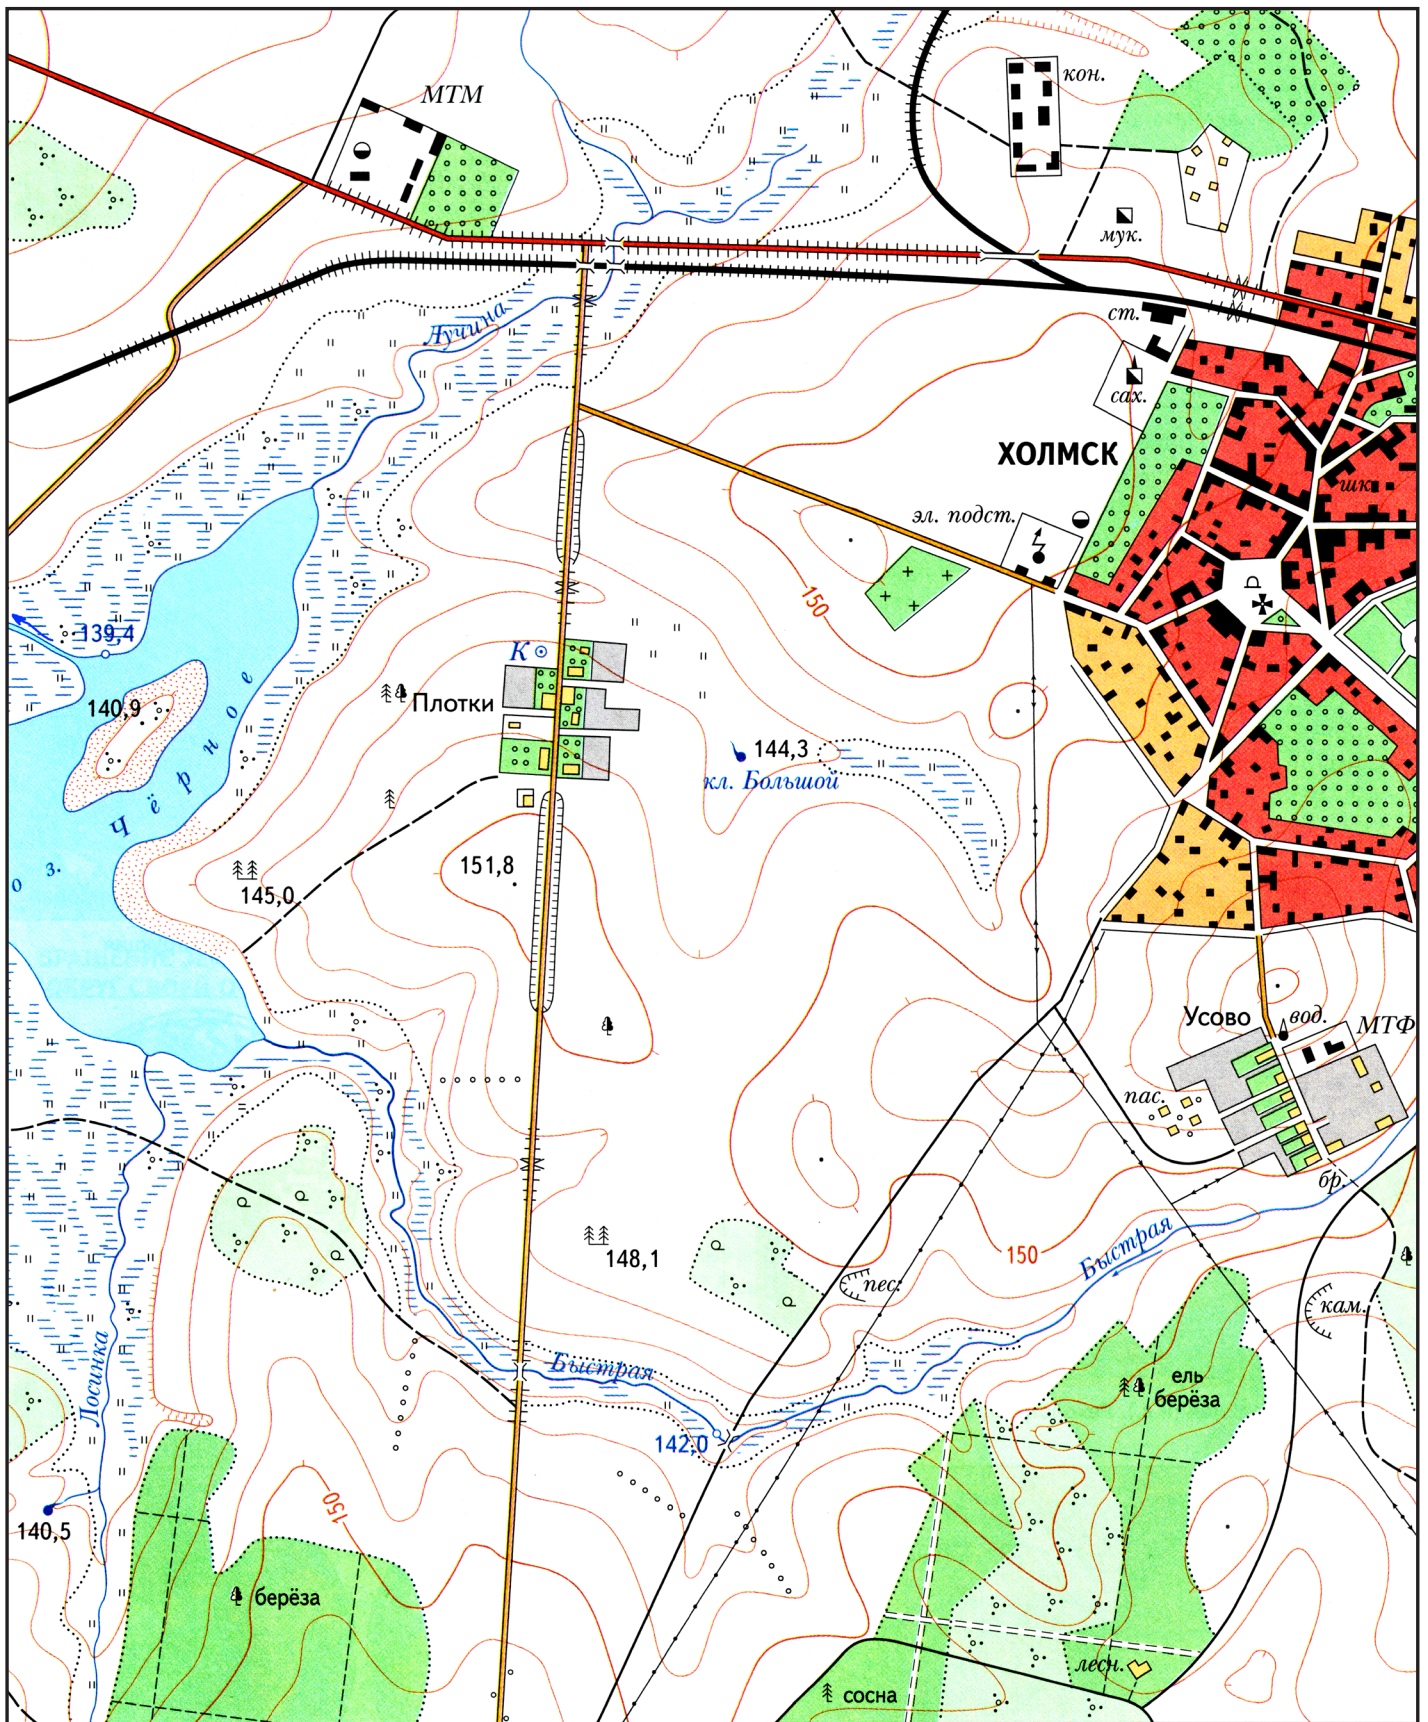 МТМ
кон.
мук.
Лучина
ст.
сах.
ХОЛМСК
шк.
эл. подст.
139,4
150
К
140,9
Плотки
144,3
кл. Большой
оз. Чёрное
151,8
145,0
Усово
вод.
МТФ
пас.
бр.
148,1
150
Быстрая
пес.
кам.
Лосинка
Быстрая
ель
берёза
142,0
150
140,5
берёза
лесн.
сосна